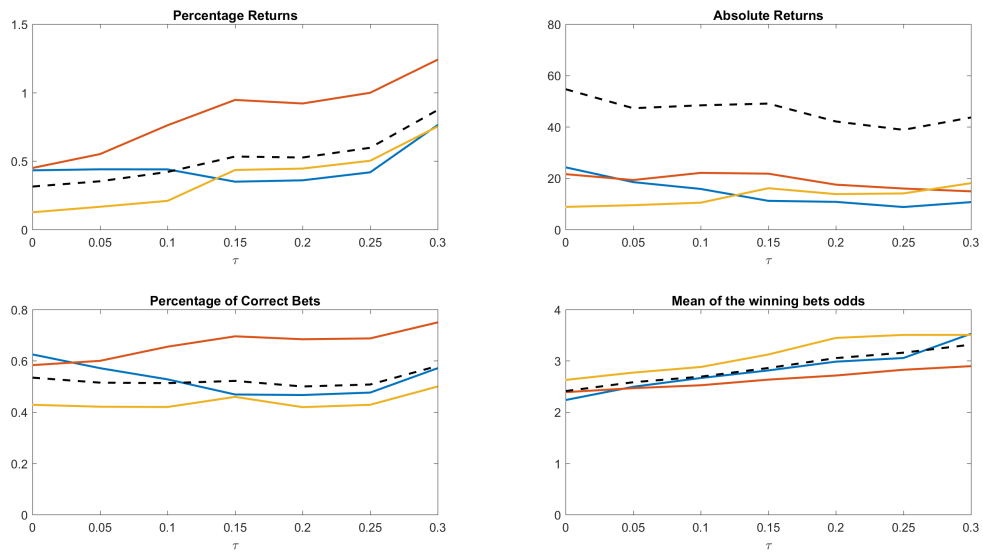 Percentage Returns
1.5
1
0.5
0
0 0.05 0.1 0.15 0.2 0.25 0.3
τ
Absolute Returns
80
60
40
20
0
0 0.05 0.1 0.15 0.2 0.25 0.3
τ
Percentage of Correct Bets
0.8
0.6
0.4
0.2
0
0 0.05 0.1 0.15 0.2 0.25 0.3
τ
Mean of the winning bets odds
4
3
2
1
0
0 0.05 0.1 0.15 0.2 0.25 0.3
τ